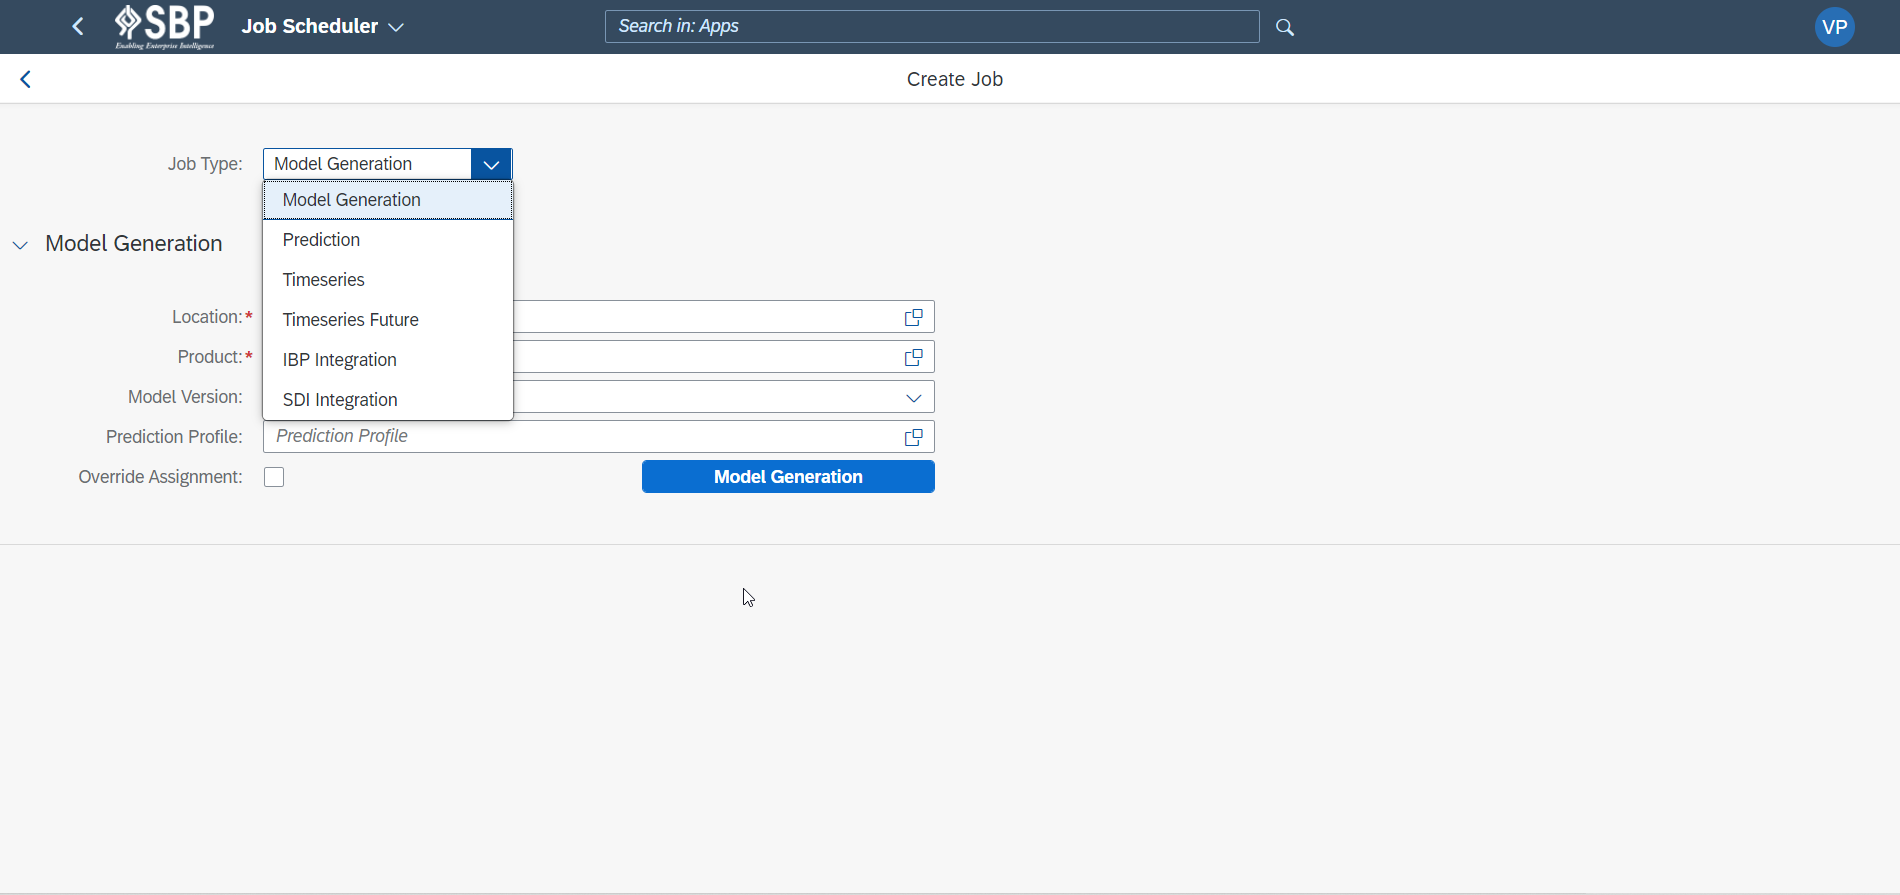 SBP
Enabling Enterprise Intelligence
Job Scheduler
Search in: Apps
VP
Create Job
Job Type:
Model Generation
Model Generation
Prediction
Timeseries
Timeseries Future
IBP Integration
SDI Integration
Model Generation
Location:*
Product:*
Model Version:
Prediction Profile:
Prediction Profile
Override Assignment:
Model Generation